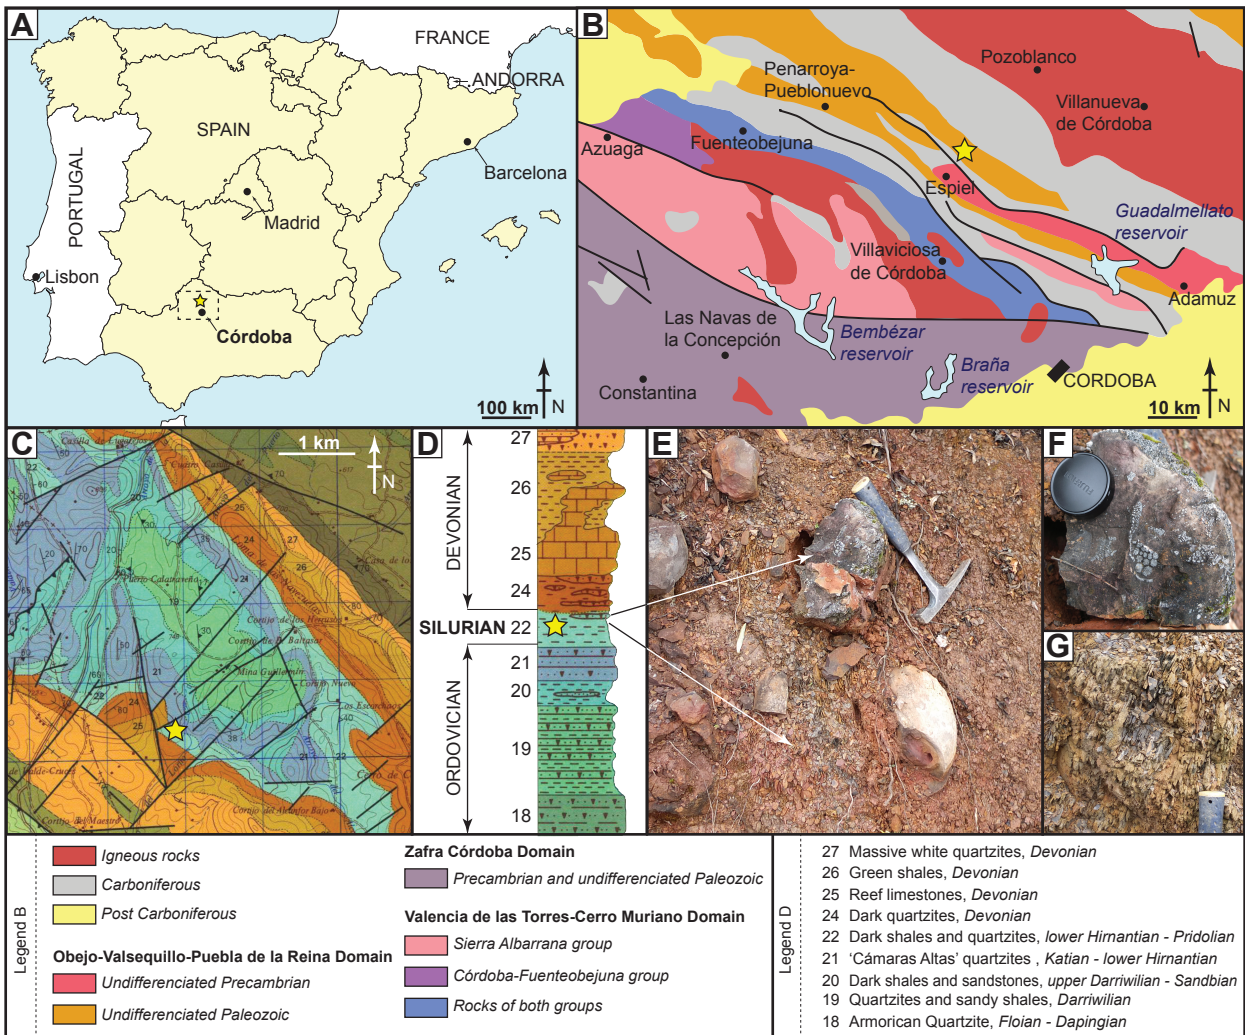 A
FRANCE
ANDORRA
SPAIN
PORTUGAL
Barcelona
Madrid
Lisbon
Córdoba
100 km
N
B
Pozoblanco
Penarroya-
Pueblonuevo
Villanueva
de Córdoba
Azuaga
Fuenteobejuna
Espiel
Guadalmellato
reservoir
Villaviciosa
de Córdoba
Adamuz
Las Navas de
la Concepción
Bembézar
reservoir
Braña
reservoir
CORDOBA
Constantina
10 km
N
C
1 km
N
D
DEVONIAN
SILURIAN
ORDOVICIAN
27
26
25
24
22
21
20
19
18
E
F
G
Legend B
Igneous rocks
Carboniferous
Post Carboniferous
Obejo-Valsequillo-Puebla de la Reina Domain
Undifferentiated Precambrian
Undifferentiated Paleozoic
Zafra Córdoba Domain
Precambrian and undifferenciated Paleozoic
Valencia de las Torres-Cerro Muriano Domain
Sierra Albarrana group
Córdoba-Fuenteobejuna group
Rocks of both groups
Legend D
27 Massive white quartzites, Devonian
26 Green shales, Devonian
25 Reef limestones, Devonian
24 Dark quartzites, Devonian
22 Dark shales and quartzites, lower Hirnantian - Pridolian
21 'Cámaras Altas' quartzites , Katian - lower Hirnantian
20 Dark shales and sandstones, upper Darriwilian - Sandbian
19 Quartzites and sandy shales, Darriwilian
18 Armorican Quartzite, Floian - Dapingian